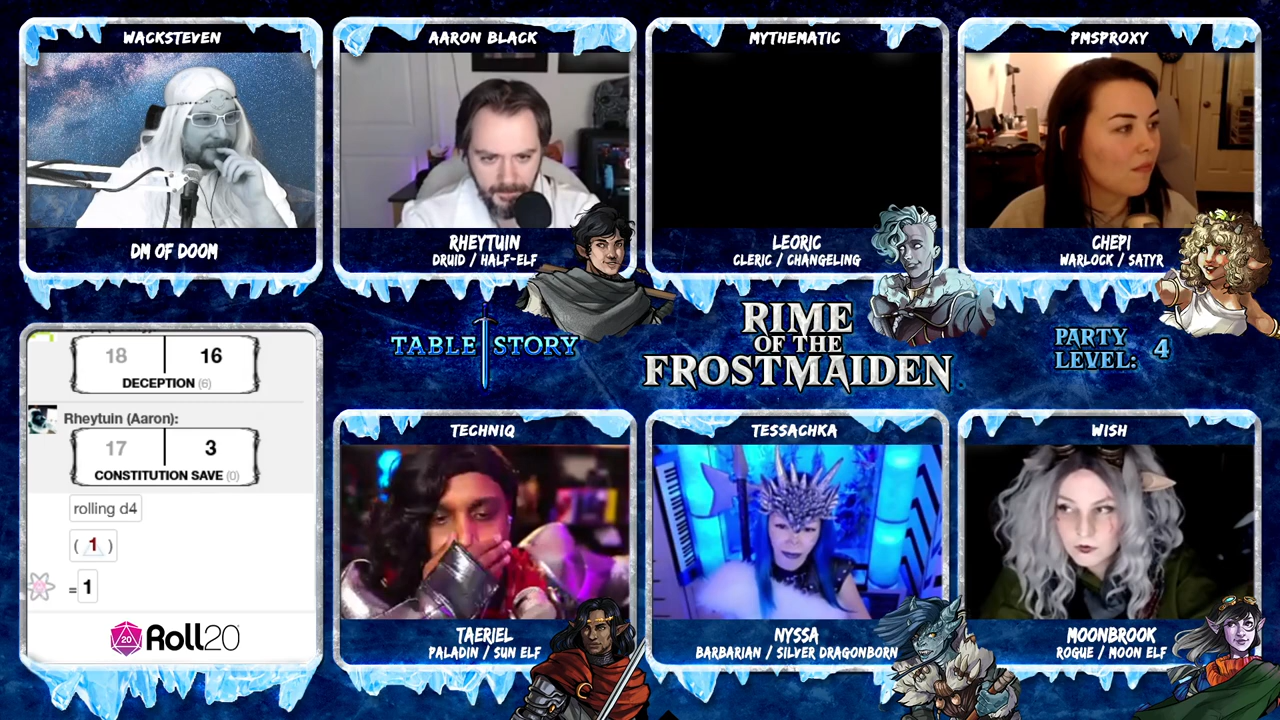 WACKSTEVEN
DM OF DOOM
AARON BLACK
RHEYTUIN
DRUID / HALF-ELF
MYTHEMATIC
LEORIC
CLERIC / CHANGELING
PMSPROXY
CHEPI
WARLOCK / SATYR
18 16
DECEPTION (6)
Rheytuin (Aaron):
17 3
CONSTITUTION SAVE (0)
rolling d4
( 1 )
=1
20 Roll20
TABLE STORY
RIME
OF THE
FROSTMAIDEN
PARTY
LEVEL: 4
TECHNIQ
TAERIEL
PALADIN / SUN ELF
TESSACHKA
NYSSA
BARBARIAN / SILVER DRAGONBORN
WISH
MOONBROOK
ROGUE / MOON ELF